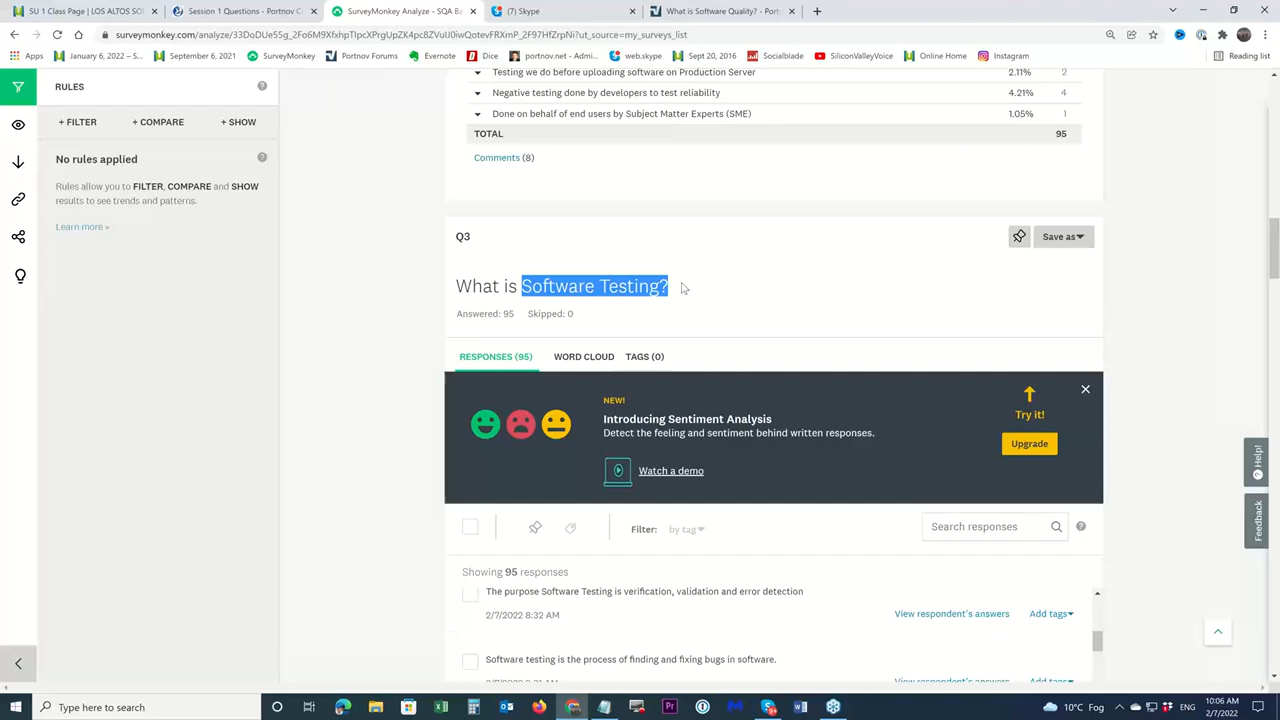 SU 1 Class Page | LOS ALTOS SO
Session 1 Questions - Portnov C
SurveyMonkey Analyze - SQA Ba
(7) Skype
What is Software Quality? - Port
Apps
January 6, 2022 – S...
September 6, 2021
SurveyMonkey
Portnov Forums
Evernote
Dice
portnov.net - Admi...
web.skype
Sept 20, 2016
Socialblade
SiliconValleyVoice
Online Home
Instagram
Reading list
RULES
+ FILTER
+ COMPARE
+ SHOW
No rules applied
Rules allow you to FILTER, COMPARE and SHOW
results to see trends and patterns.
Learn more »
Testing we do before uploading software on Production Server 2.11% 2
Negative testing done by developers to test reliability 4.21% 4
Done on behalf of end users by Subject Matter Experts (SME) 1.05% 1
TOTAL 95
Comments (8)
Q3
Save as
What is Software Testing?
Answered: 95 Skipped: 0
RESPONSES (95) WORD CLOUD TAGS (0)
NEW!
Introducing Sentiment Analysis
Detect the feeling and sentiment behind written responses.
Watch a demo
Try it!
Upgrade
Filter: by tag
Search responses
Showing 95 responses
The purpose Software Testing is verification, validation and error detection
2/7/2022 8:32 AM
View respondent's answers Add tags
Software testing is the process of finding and fixing bugs in software.
View respondent's answers Add tags
Help!
Feedback
Type here to search
10°C Fog
10:06 AM
2/7/2022